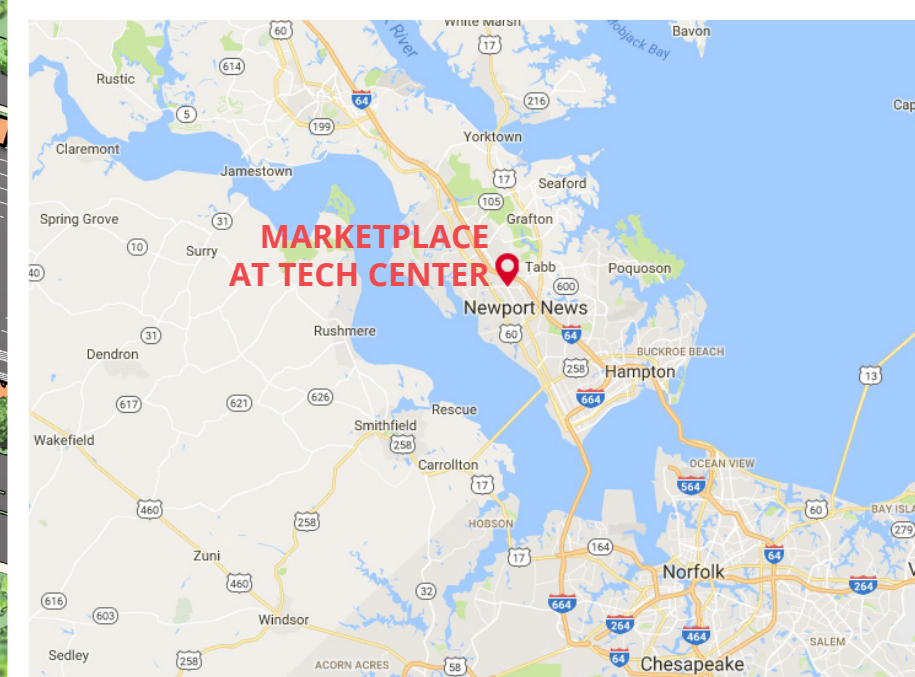 White Marsh
60
17
River
Mobjack Bay
Bavon
614
Rustic
64
216
5
199
Yorktown
Claremont
Jamestown
17
Seaford
105
Spring Grove
31
Grafton
MARKETPLACE
10
Surry
AT TECH CENTER
Tabb
Poquoson
40
600
Newport News
Rushmere
60
64
31
Dendron
BUCKROE BEACH
258
Hampton
13
617
621
626
664
Rescue
Smithfield
Wakefield
258
Carrollton
OCEAN VIEW
17
564
460
60
BAY ISLA
258
HOBSON
279
Zuni
17
164
64
Norfolk
460
264
32
616
603
664
Windsor
264
464
SALEM
Sedley
258
64
ACORN ACRES
58
Chesapeake